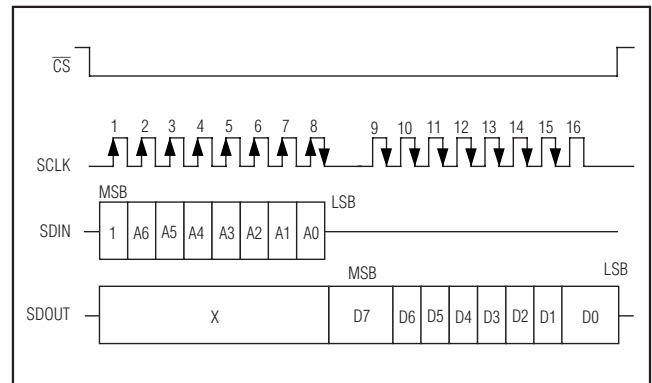 CS
1 2 3 4 5 6 7 8 9 10 11 12 13 14 15 16
SCLK
MSB LSB
SDIN 1 A6 A5 A4 A3 A2 A1 A0
MSB LSB
SDOUT X D7 D6 D5 D4 D3 D2 D1 D0